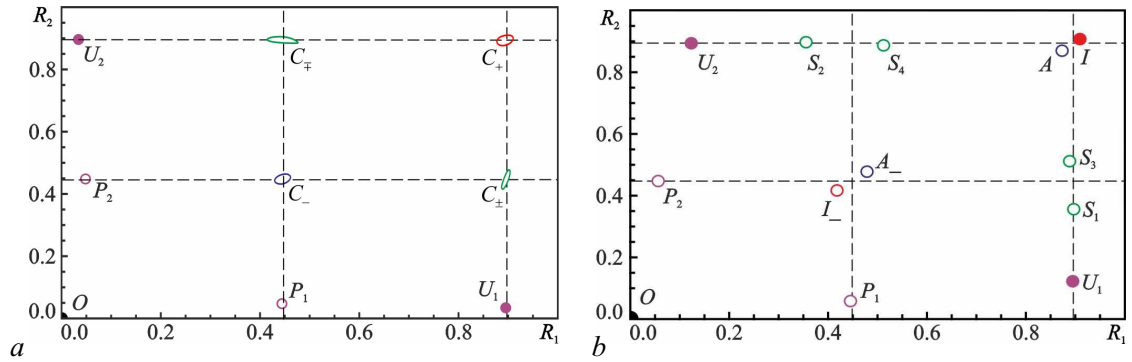 R₂
0.8
0.6
0.4
0.2
0.0
U₂
C∓
C₊
P₂
C₋
C±
P₁
U₁
O
0.0 0.2 0.4 0.6 0.8 R₁
a
R₂
0.8
0.6
0.4
0.2
0.0
U₂
S₂
S₄
A
I
S₃
A₋
P₂
I₋
S₁
P₁
U₁
O
0.0 0.2 0.4 0.6 0.8 R₁
b